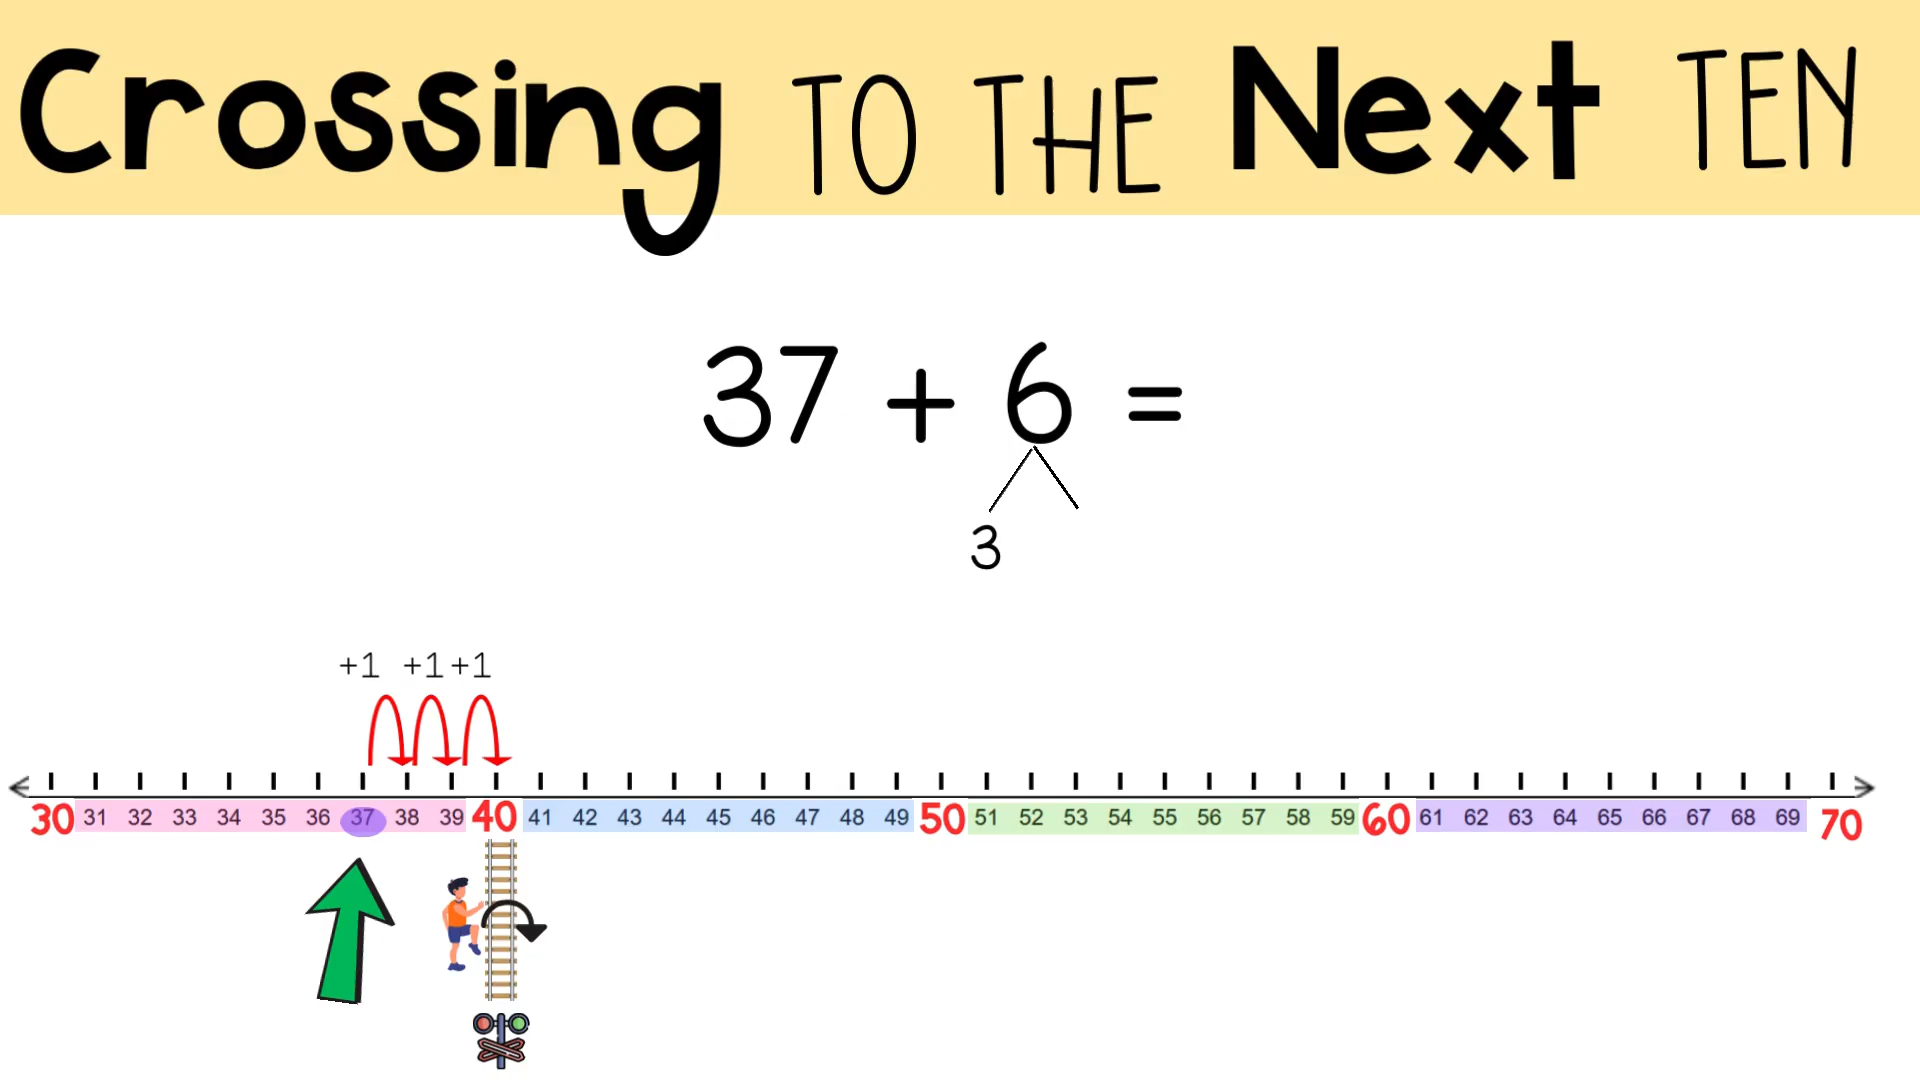 Crossing TO THE Next TEN
37 + 6 =
3
+1 +1 +1
30 31 32 33 34 35 36 37 38 39 40 41 42 43 44 45 46 47 48 49 50 51 52 53 54 55 56 57 58 59 60 61 62 63 64 65 66 67 68 69 70